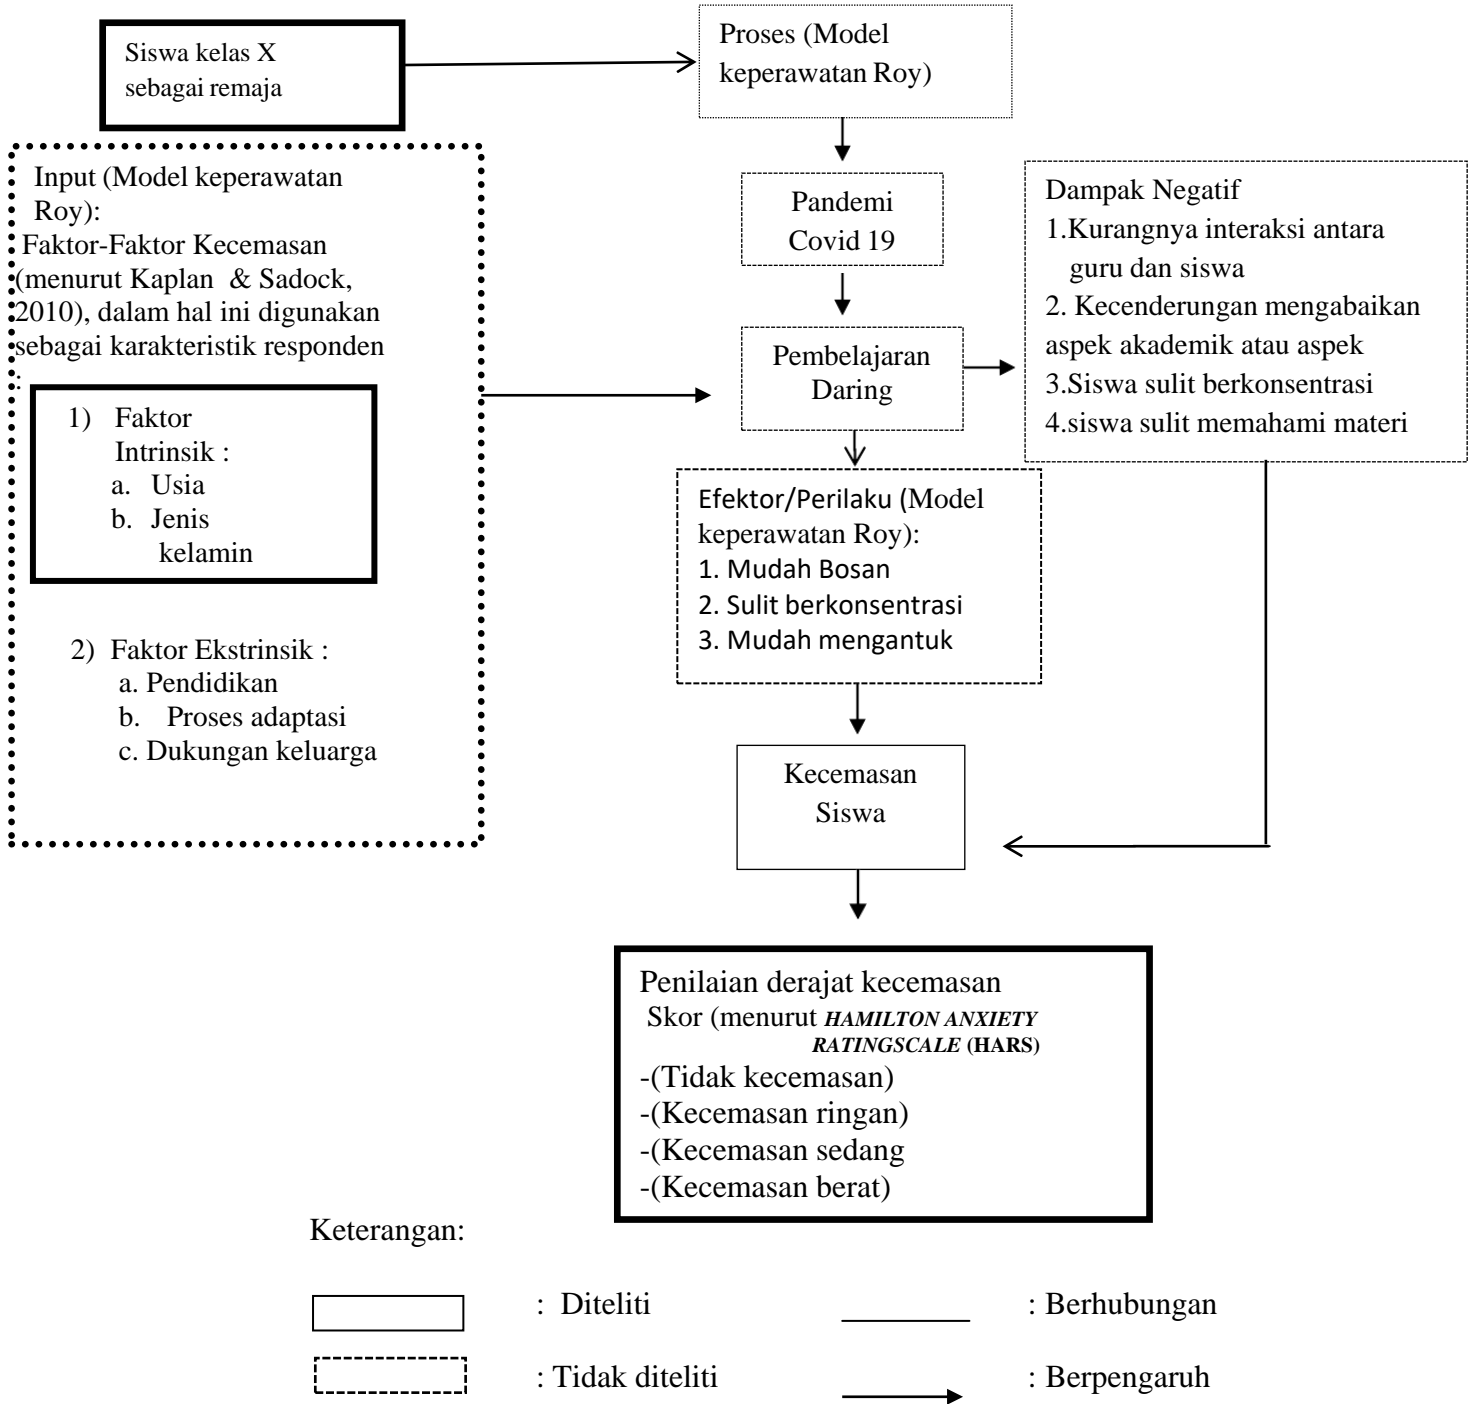 Siswa kelas X
sebagai remaja
Proses (Model
keperawatan Roy)
Input (Model keperawatan
Roy):
Faktor-Faktor Kecemasan
(menurut Kaplan & Sadock,
2010), dalam hal ini digunakan
sebagai karakteristik responden
:
1) Faktor
Intrinsik :
a. Usia
b. Jenis
kelamin
2) Faktor Ekstrinsik :
a. Pendidikan
b. Proses adaptasi
c. Dukungan keluarga
Pandemi
Covid 19
Pembelajaran
Daring
Dampak Negatif
1.Kurangnya interaksi antara
guru dan siswa
2. Kecenderungan mengabaikan
aspek akademik atau aspek
3.Siswa sulit berkonsentrasi
4.siswa sulit memahami materi
Efektor/Perilaku (Model
keperawatan Roy):
1. Mudah Bosan
2. Sulit berkonsentrasi
3. Mudah mengantuk
Kecemasan
Siswa
Penilaian derajat kecemasan
Skor (menurut HAMILTON ANXIETY
RATINGSCALE (HARS)
-(Tidak kecemasan)
-(Kecemasan ringan)
-(Kecemasan sedang
-(Kecemasan berat)
Keterangan:
: Diteliti
: Berhubungan
: Tidak diteliti
: Berpengaruh